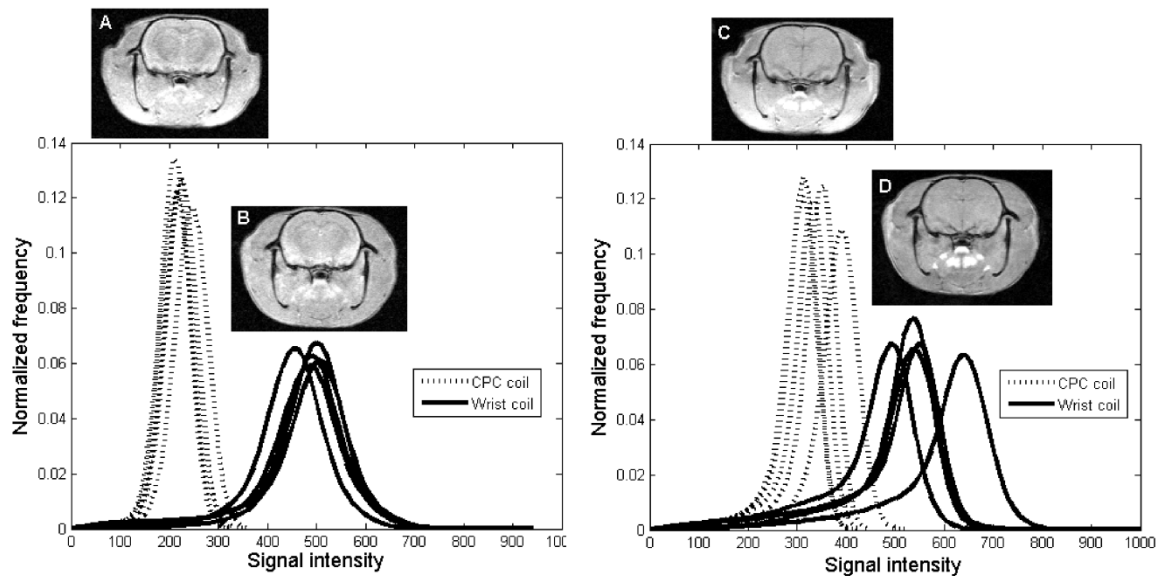 A
C
0.14
0.12
0.1
0.08
0.06
0.04
0.02
0
Normalized frequency
B
CPC coil
Wrist coil
0 100 200 300 400 500 600 700 800 900 100
Signal intensity
0.14
0.12
0.1
0.08
0.06
0.04
0.02
0
Normalized frequency
D
CPC coil
Wrist coil
0 100 200 300 400 500 600 700 800 900 1000
Signal intensity